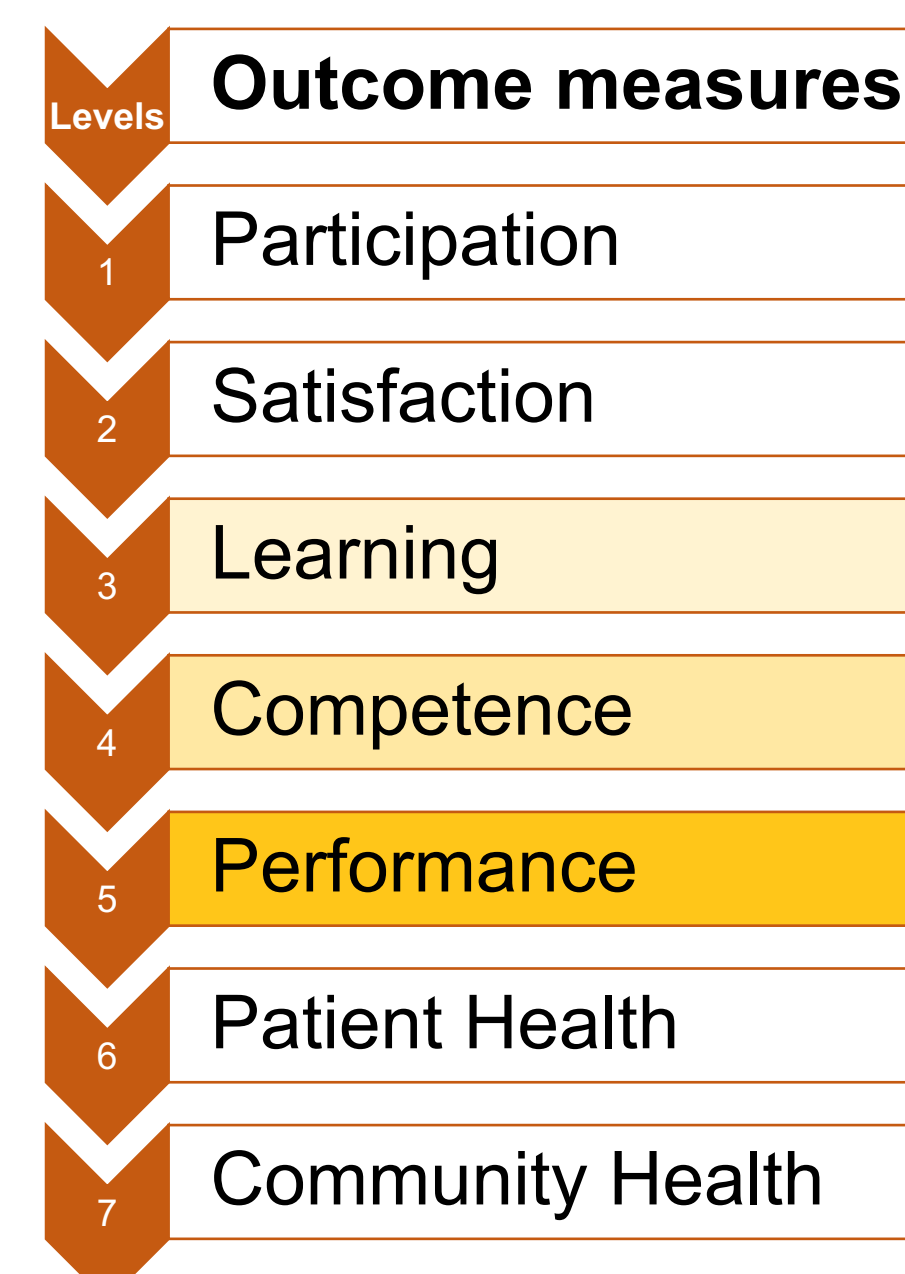 Levels
Outcome measures
1
Participation
2
Satisfaction
3
Learning
4
Competence
5
Performance
6
Patient Health
7
Community Health